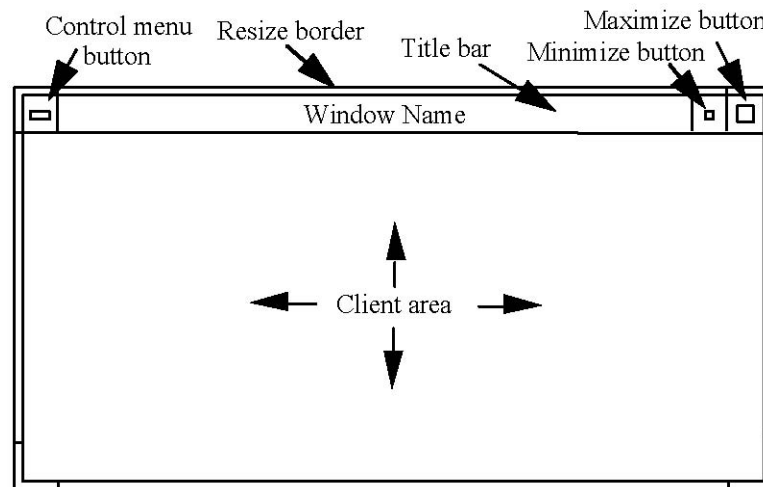 Control menu
button
Resize border
Title bar
Maximize button
Minimize button
Window Name
Client area